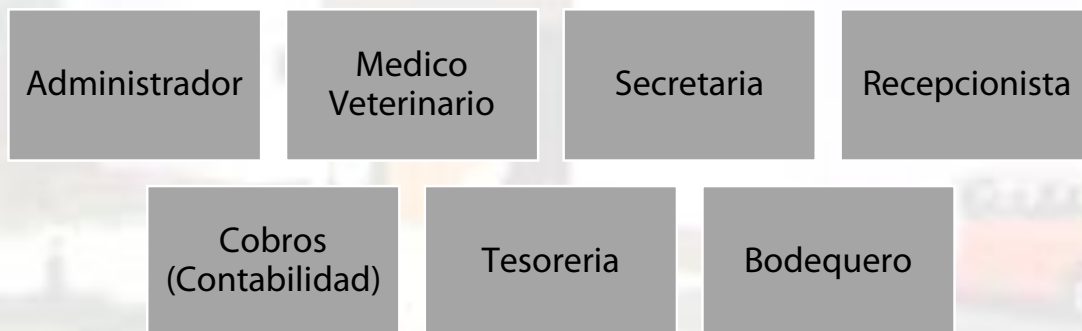 Administrador
Medico
Veterinario
Secretaria
Recepcionista
Cobros
(Contabilidad)
Tesoreria
Bodequero